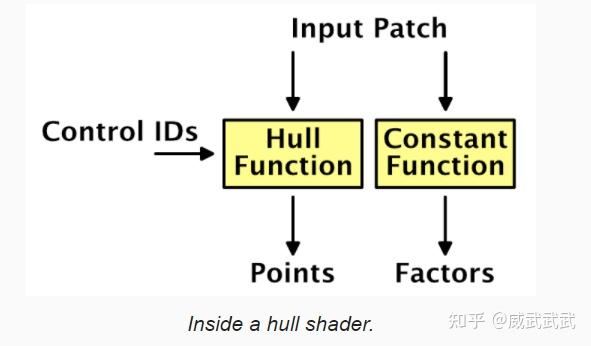 Input Patch
Control IDs
Hull
Function
Constant
Function
Points
Factors
Inside a hull shader.
知乎 @威武武武